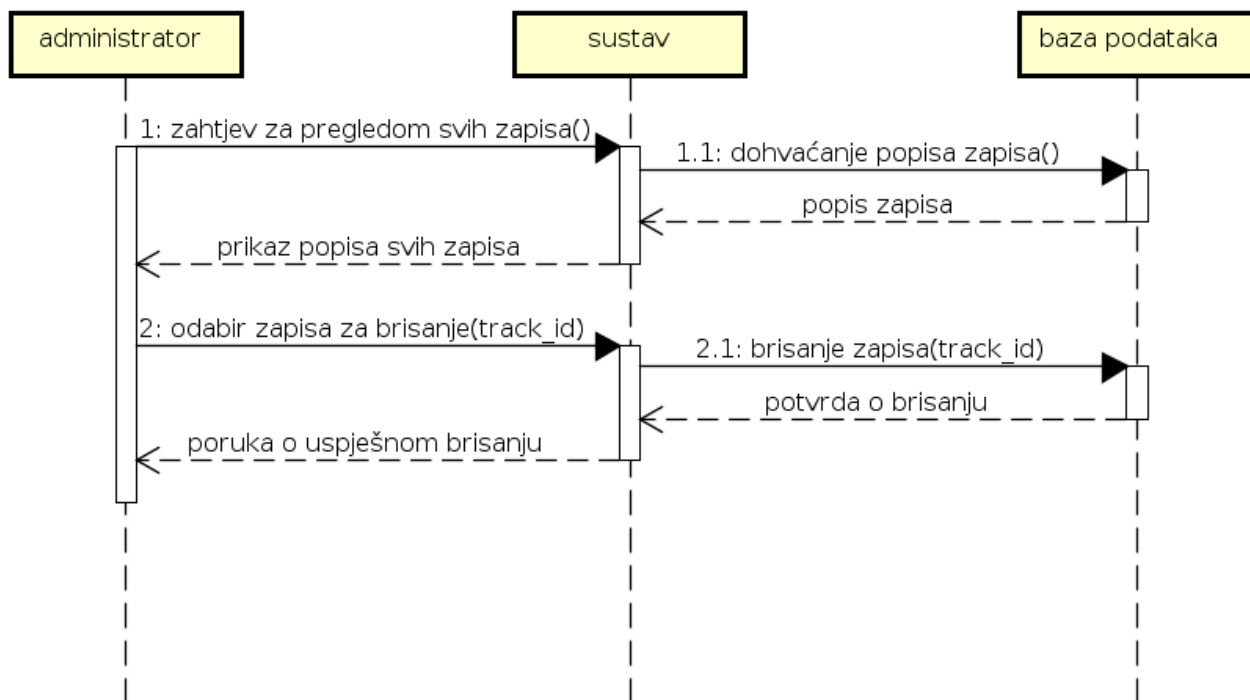 administrator
sustav
baza podataka
1: zahtjev za pregledom svih zapisa()
1.1: dohvaćanje popisa zapisa()
popis zapisa
prikaz popisa svih zapisa
2: odabir zapisa za brisanje(track_id)
2.1: brisanje zapisa(track_id)
potvrda o brisanju
poruka o uspješnom brisanju